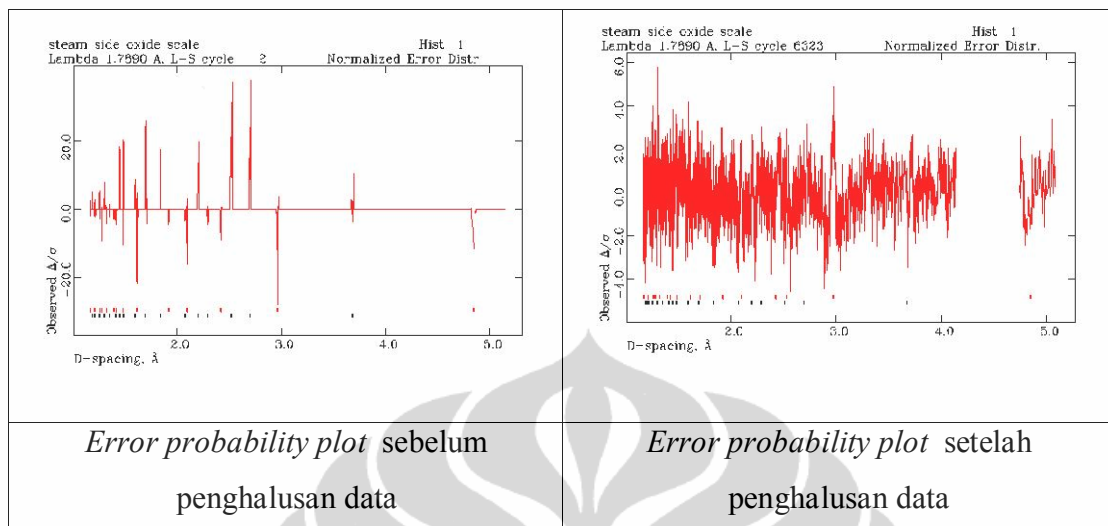 steam side oxide scale Hist 1
Lambda 1.7890 A, L-S cycle 2 Normalized Error Distr
20.0
0.0
-20.0
Observed Δ/σ
2.0 3.0 4.0 5.0
D-spacing, Å
steam side oxide scale Hist 1
Lambda 1.7890 A, L-S cycle 6323 Normalized Error Distr.
6.0
4.0
2.0
0.0
-2.0
-4.0
Observed Δ/σ
2.0 3.0 4.0 5.0
D-spacing, Å
Error probability plot sebelum
penghalusan data
Error probability plot setelah
penghalusan data